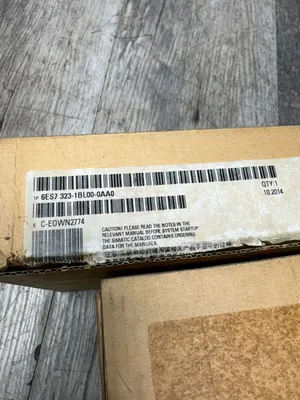 1P 6ES7 323-1BL00-0AA0
QTY:1
10.2014
S C-EOWN2774
CAUTION! PLEASE READ THE NOTES IN THE
RELEVANT MANUAL BEFORE SYSTEM STARTUP
THE SIMATIC CATALOG CONTAINS ORDERING
DATA FOR THE MANUALS.